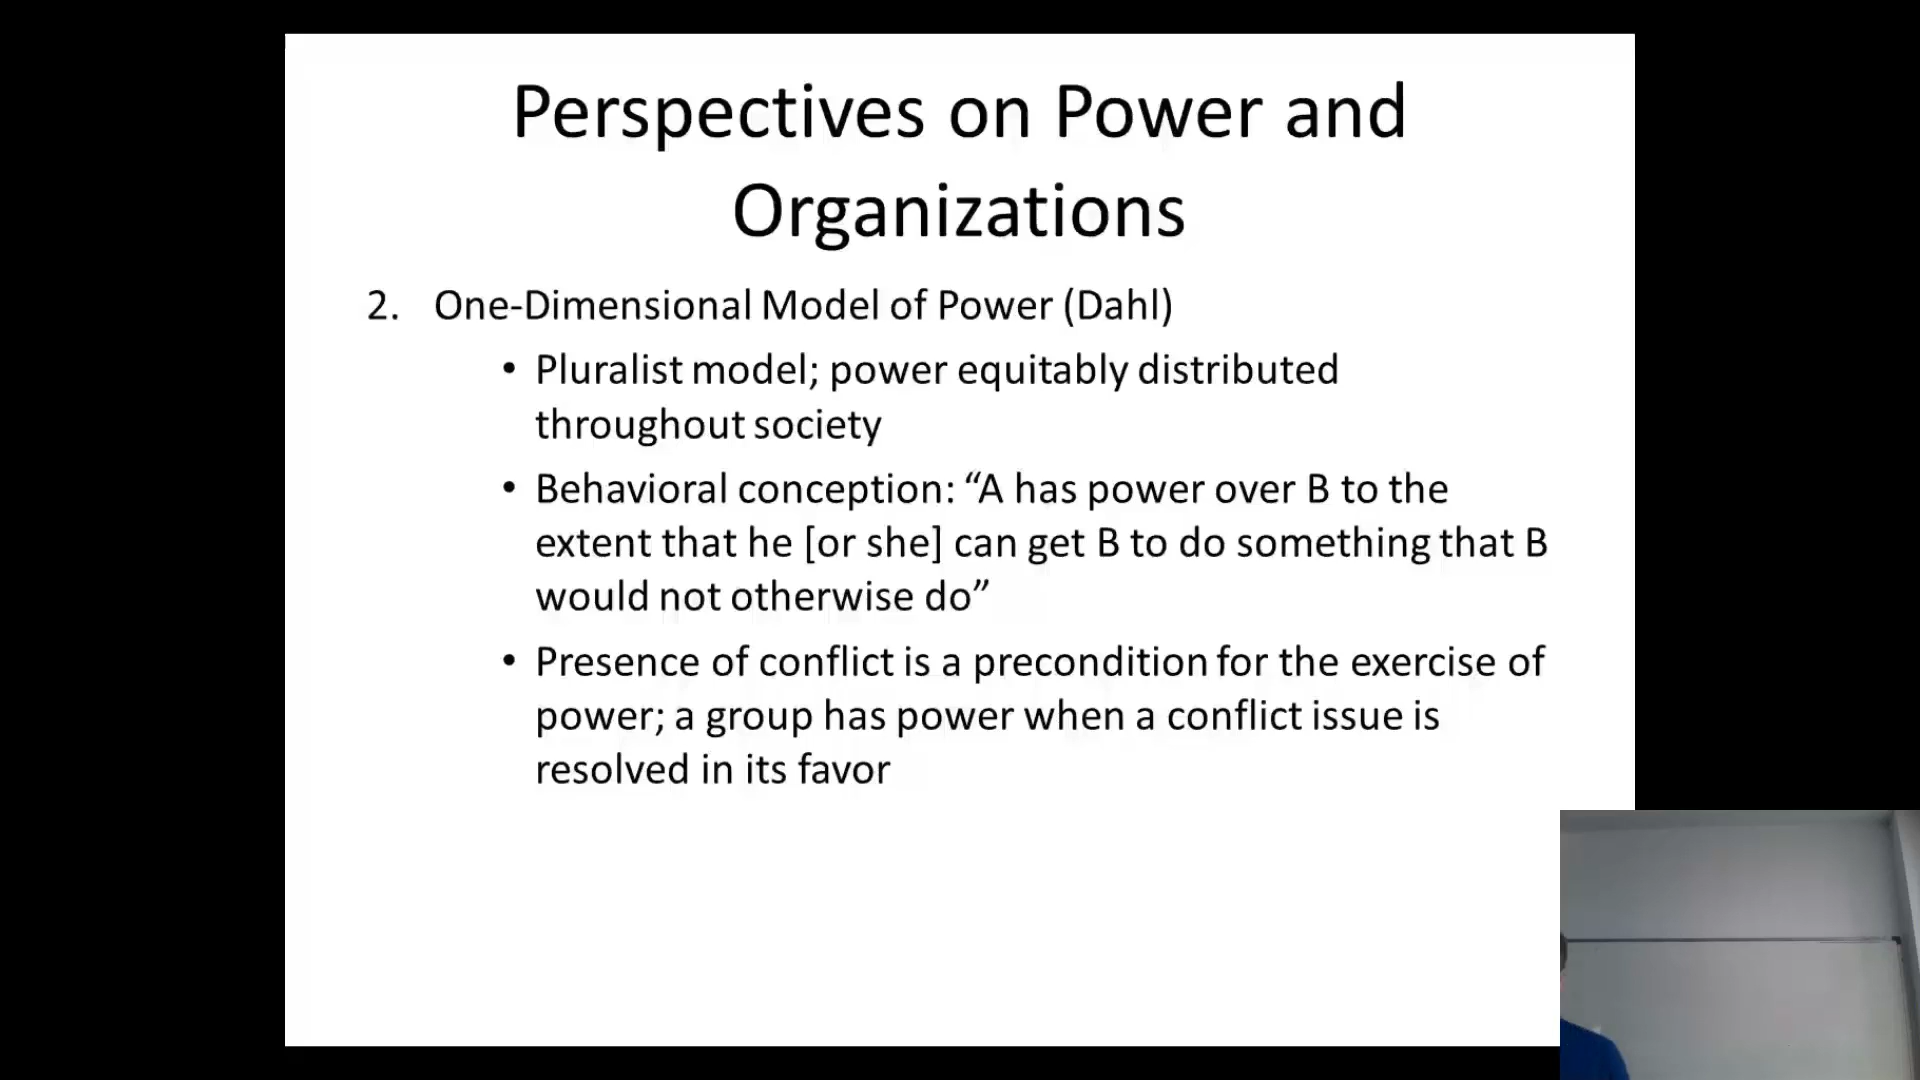 Perspectives on Power and
Organizations
2. One-Dimensional Model of Power (Dahl)
• Pluralist model; power equitably distributed
throughout society
• Behavioral conception: “A has power over B to the
extent that he [or she] can get B to do something that B
would not otherwise do”
• Presence of conflict is a precondition for the exercise of
power; a group has power when a conflict issue is
resolved in its favor